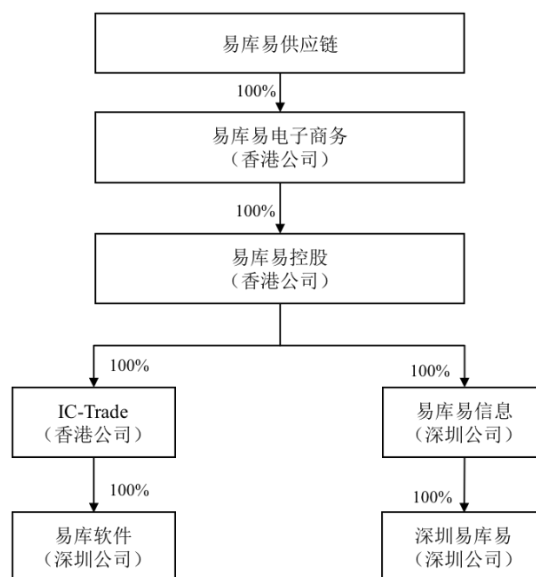 易库易供应链
100%
易库易电子商务
（香港公司）
100%
易库易控股
（香港公司）
100%
100%
IC-Trade
（香港公司）
易库易信息
（深圳公司）
100%
100%
易库软件
（深圳公司）
深圳易库易
（深圳公司）